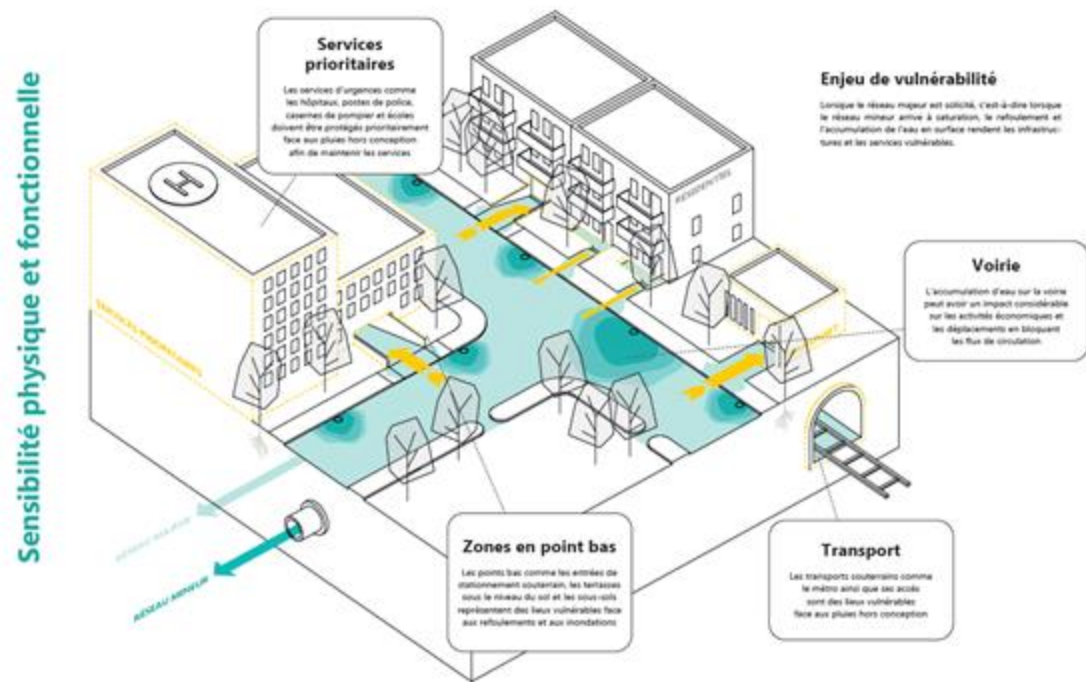 Sensibilité physique et fonctionnelle
Services
prioritaires
Les services d'urgences comme
les hôpitaux, postes de police,
casernes de pompier et écoles
doivent être protégés prioritairement
face aux pluies hors conception
afin de maintenir les services
Enjeu de vulnérabilité
Lorsque le réseau majeur est solicité, c'est-à-dire lorsque
le réseau mineur arrive à saturation, le refoulement et
l'accumulation de l'eau en surface rendent les infrastruc-
tures et les services vulnérables.
RÉSIDENTIEL
H
Voirie
L'accumulation d'eau sur la voirie
peut avoir un impact considérable
sur les activités économiques et
les déplacements en bloquant
les flux de circulation
SERVICES PRIORITAIRES
RÉSEAU MAJEUR
RÉSEAU MINEUR
Zones en point bas
Les points bas comme les entrées de
stationnement souterrain, les terrasses
sous le niveau du sol et les sous-sols
représentent des lieux vulnérables face
aux refoulements et aux inondations
Transport
Les transports souterrains comme
le métro ainsi que ses accès
sont des lieux vulnérables
face aux pluies hors conception